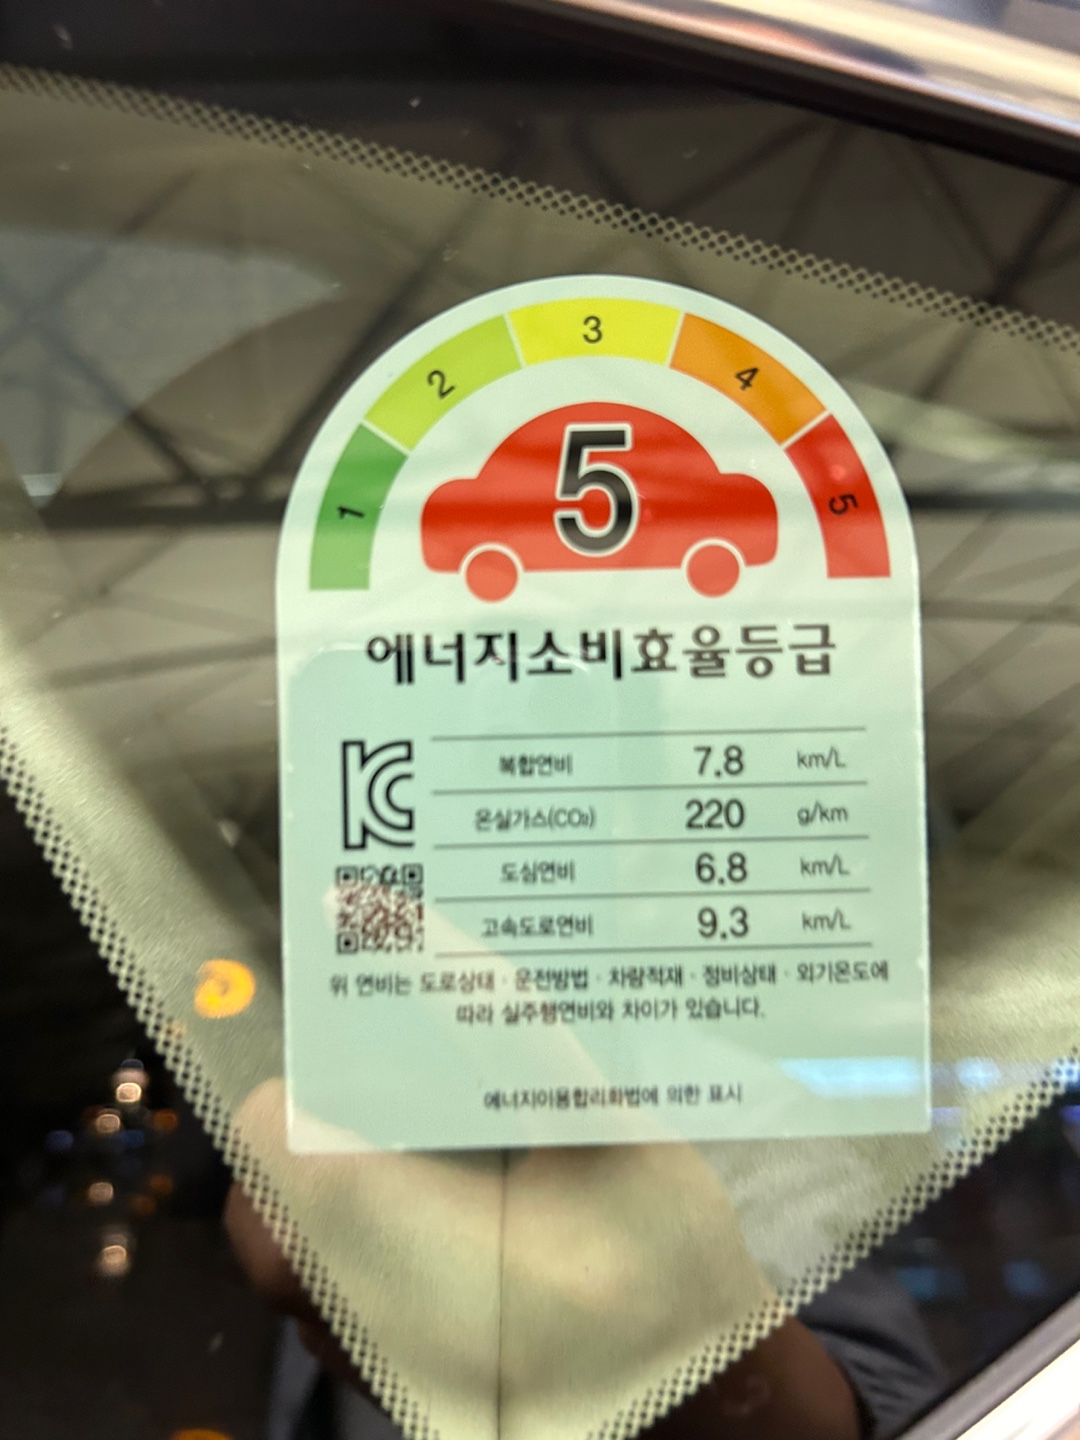 1
2
3
4
5
5
에너지소비효율등급
복합연비 7.8 km/L
온실가스(CO₂) 220 g/km
도심연비 6.8 km/L
고속도로연비 9.3 km/L
위 연비는 도로상태 · 운전방법 · 차량적재 · 정비상태 · 외기온도에
따라 실주행연비와 차이가 있습니다.
에너지이용합리화법에 의한 표시